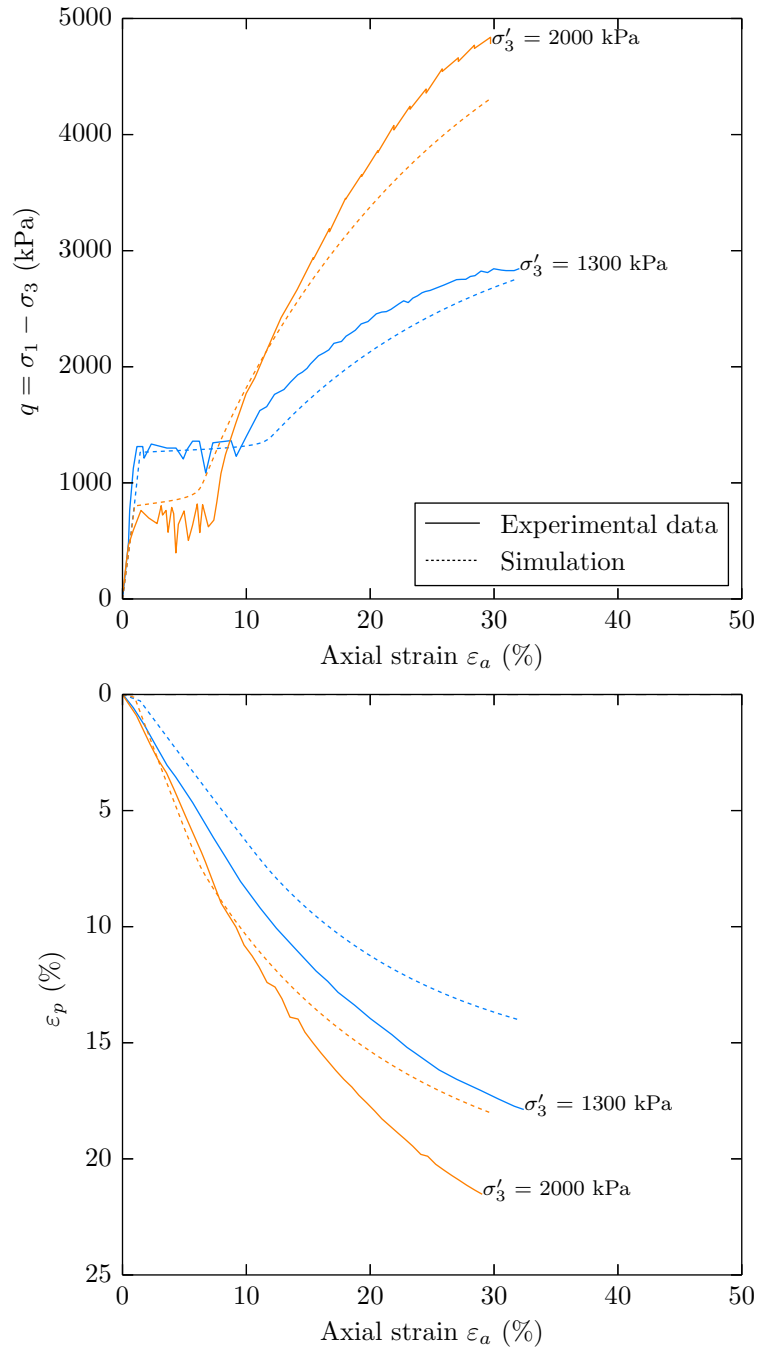 5000
4000
3000
2000
1000
0
q = σ₁ − σ₃ (kPa)
σ′₃ = 2000 kPa
σ′₃ = 1300 kPa
Experimental data
Simulation
0 10 20 30 40 50
Axial strain εₐ (%)
0
5
10
15
20
25
εₚ (%)
σ′₃ = 1300 kPa
σ′₃ = 2000 kPa
0 10 20 30 40 50
Axial strain εₐ (%)